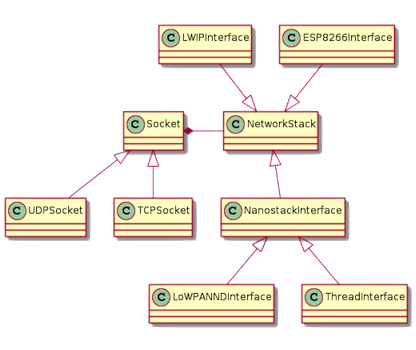 C LWIPInterface
C ESP8266Interface
C Socket
C NetworkStack
C UDPSocket
C TCPSocket
C NanostackInterface
C LoWPANNDInterface
C ThreadInterface